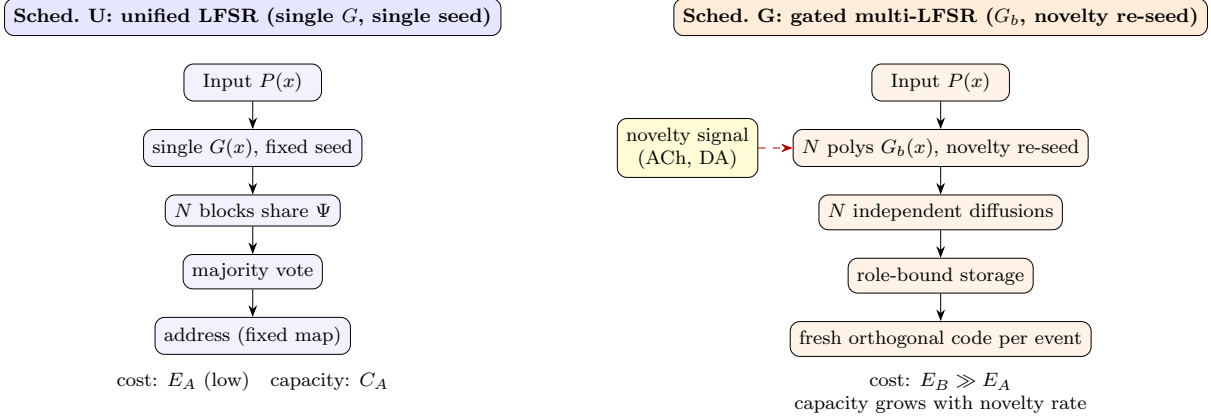 Sched. U: unified LFSR (single G, single seed)
Input P(x)
single G(x), fixed seed
N blocks share Ψ
majority vote
address (fixed map)
cost: E_A (low) capacity: C_A
Sched. G: gated multi-LFSR (G_b, novelty re-seed)
Input P(x)
novelty signal
(ACh, DA)
N polys G_b(x), novelty re-seed
N independent diffusions
role-bound storage
fresh orthogonal code per event
cost: E_B ≫ E_A
capacity grows with novelty rate